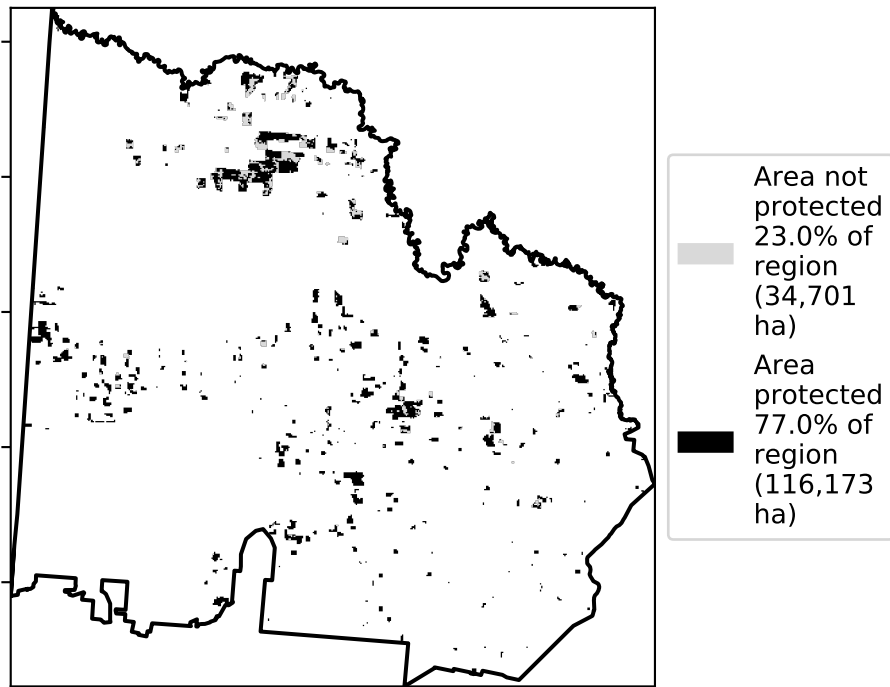 Area not
protected
23.0% of
region
(34,701
ha)
Area
protected
77.0% of
region
(116,173
ha)